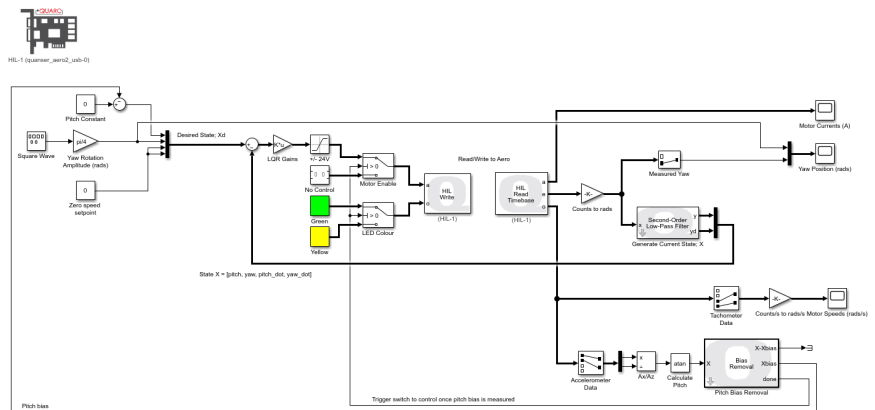 QUARC
HIL-1 (quanser_aero2_usb-0)
0
Pitch Constant
Square Wave
pi/4
Yaw Rotation
Amplitude (rads)
0
Zero speed
setpoint
Desired State; Xd
K*u
LQR Gains
+/- 24V
No Control
Green
Yellow
> 0
Motor Enable
> 0
LED Colour
Read/Write to Aero
a
o
HIL
Write
(HIL-1)
HIL
Read
Timebase
a
e
o
(HIL-1)
-K-
Counts to rads
Measured Yaw
x
Second-Order
Low-Pass Filter
y
yd
Generate Current State; X
Motor Currents (A)
Yaw Position (rads)
State X = [pitch, yaw, pitch_dot, yaw_dot]
Tachometer
Data
-K-
Counts/s to rads/s
Motor Speeds (rads/s)
Accelerometer
Data
Ax/Az
atan
Calculate
Pitch
X
Bias
Removal
X-Xbias
Xbias
done
Pitch Bias Removal
Trigger switch to control once pitch bias is measured
Pitch bias